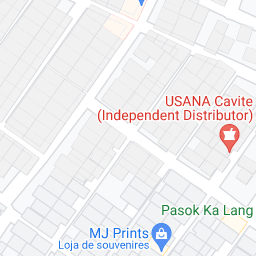 USANA Cavite
(Independent Distributor)
Pasok Ka Lang
MJ Prints
Loja de souvenires